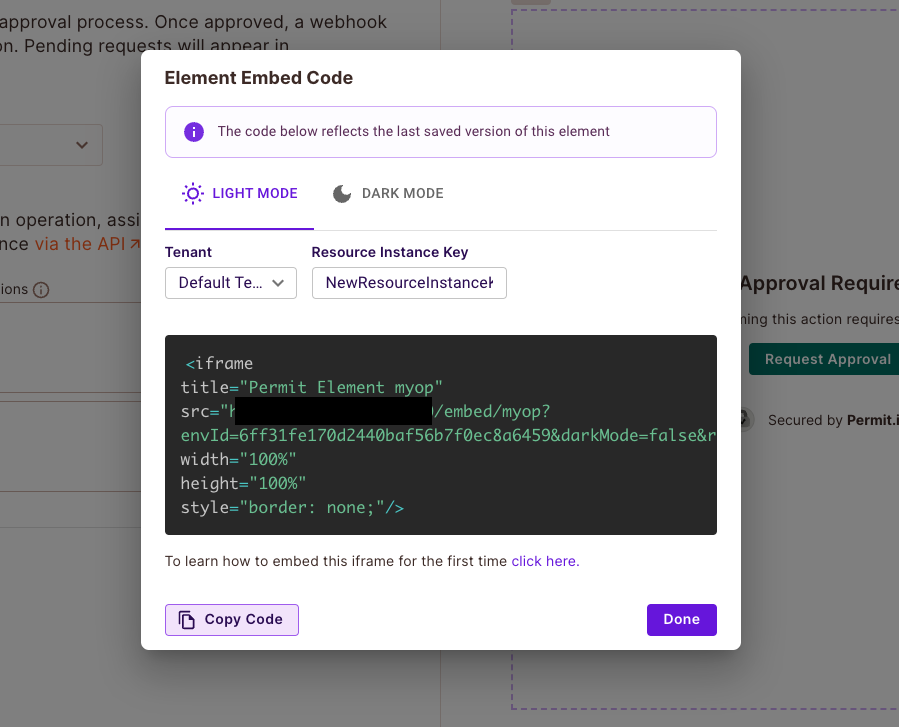 approval process. Once approved, a webhook
on. Pending requests will appear in
Element Embed Code
The code below reflects the last saved version of this element
LIGHT MODE
DARK MODE
n operation, assi
nce via the API
Tenant
Resource Instance Key
Default Te...
NewResourceInstance
ions
Approval Require
ming this action requires
Request Approval
Secured by Permit.i
<iframe
title="Permit Element myop"
src="h /embed/myop?
envId=6ff31fe170d2440baf56b7f0ec8a6459&darkMode=false&r
width="100%"
height="100%"
style="border: none;"/>
To learn how to embed this iframe for the first time click here.
Copy Code
Done